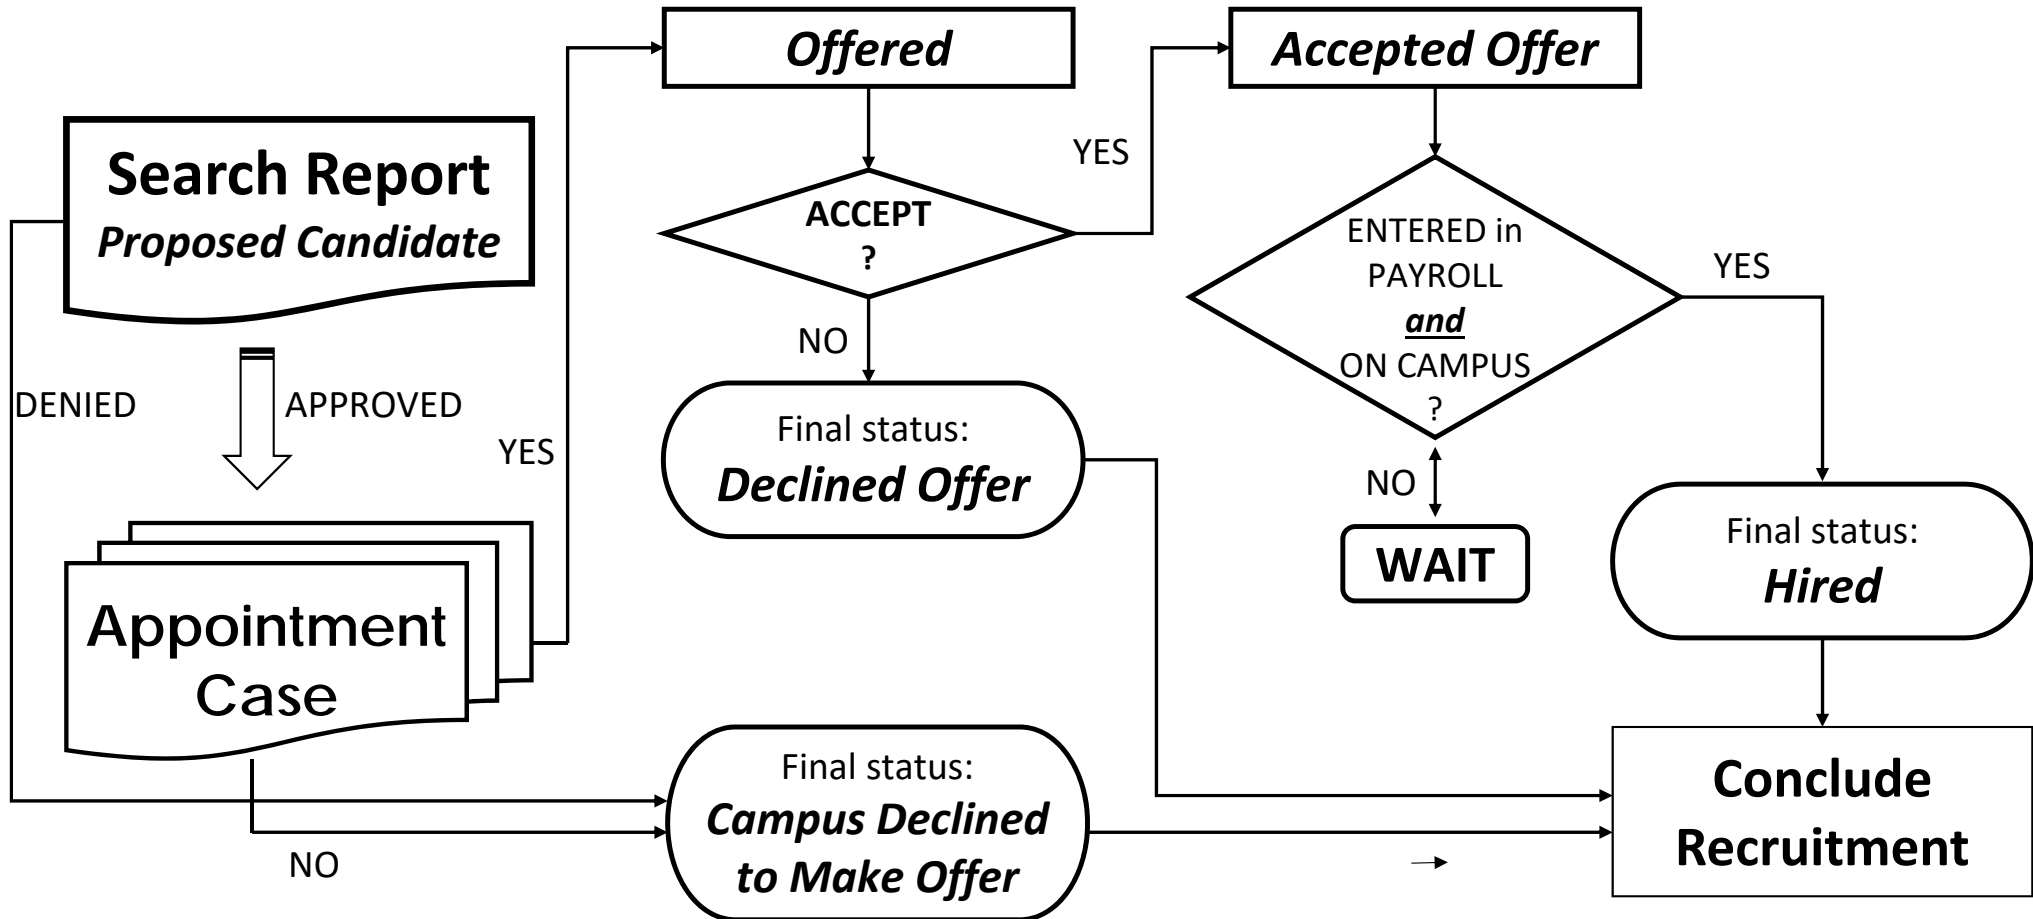 Search Report
Proposed Candidate
DENIED
APPROVED
Appointment
Case
YES
NO
Offered
ACCEPT
?
YES
NO
Final status:
Declined Offer
Final status:
Campus Declined
to Make Offer
Accepted Offer
ENTERED in
PAYROLL
and
ON CAMPUS
?
YES
NO
WAIT
Final status:
Hired
Conclude
Recruitment